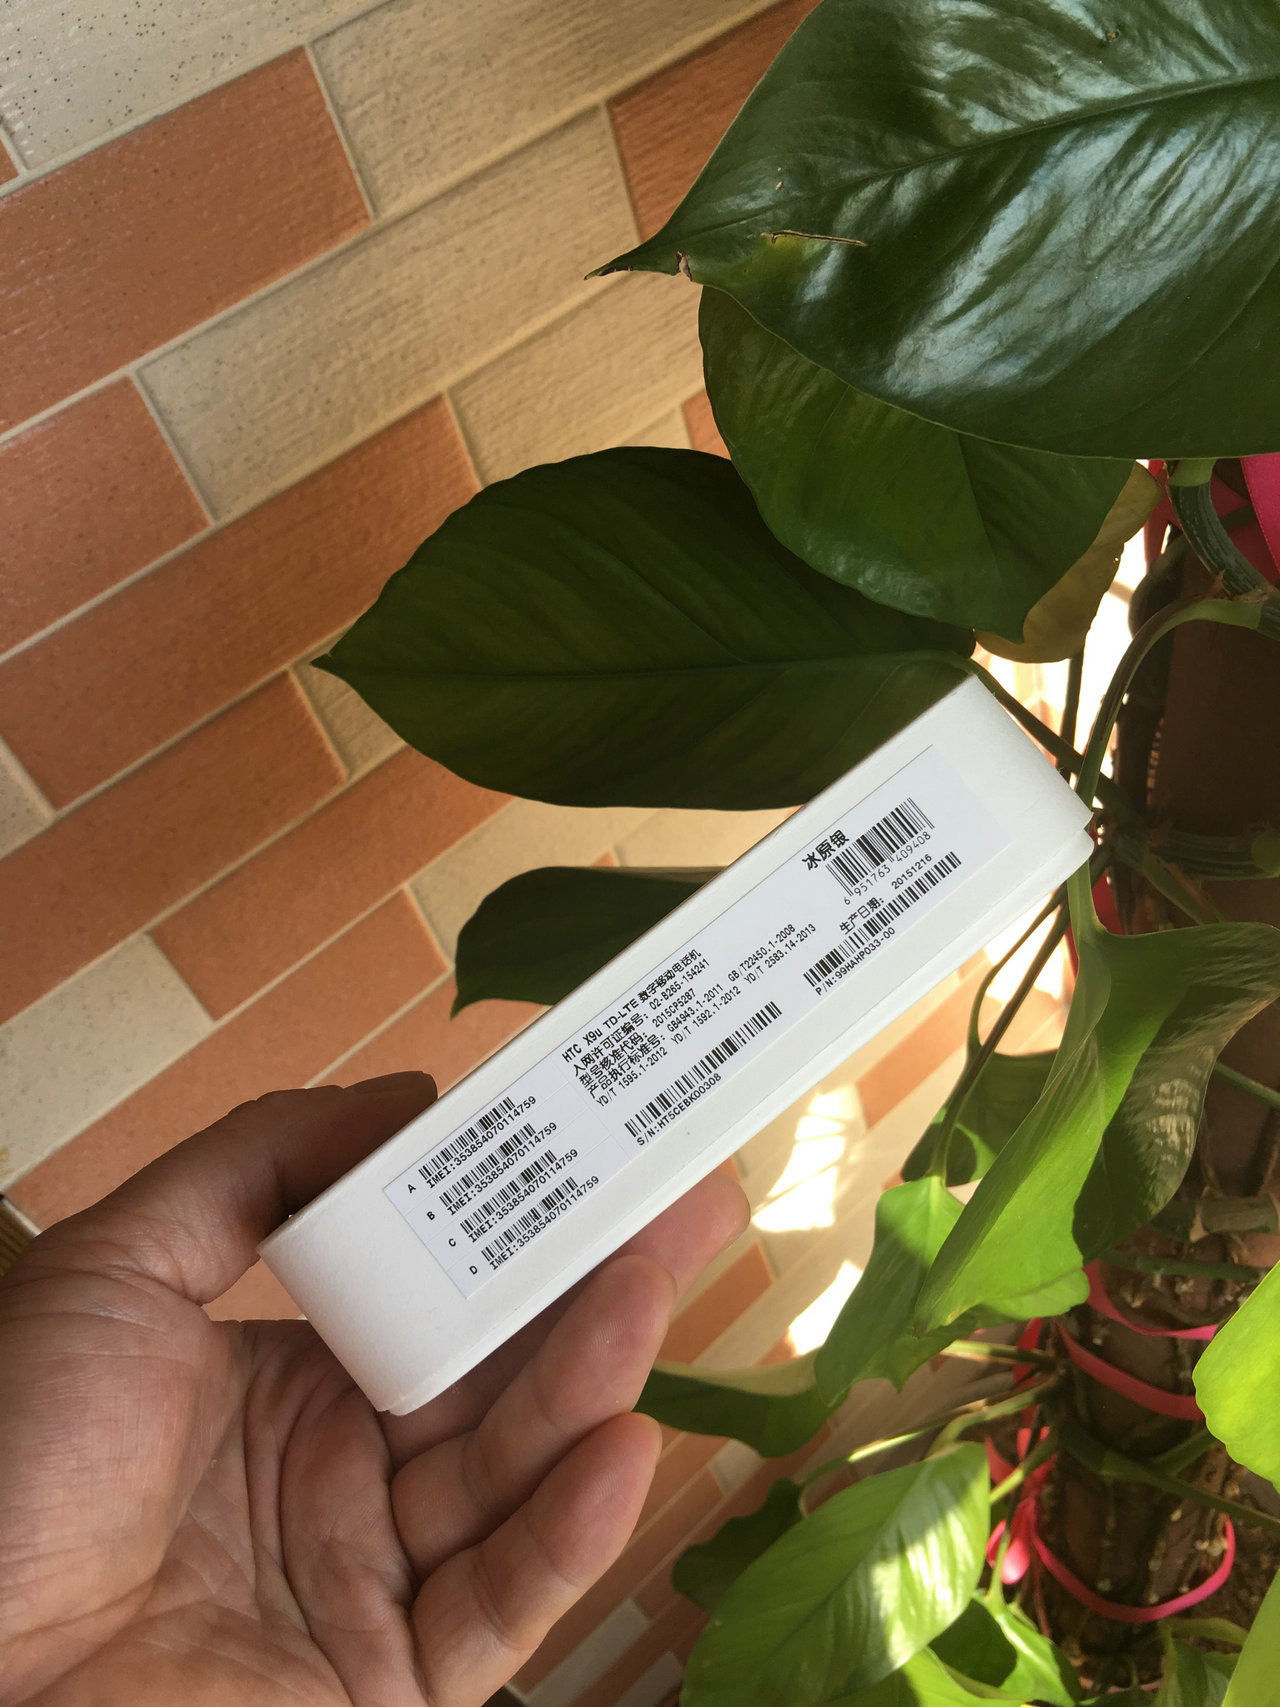 A
IMEI:353854070114759
B
IMEI:353854070114759
C
IMEI:353854070114759
D
IMEI:353854070114759
HTC X9u TD-LTE 数字移动电话机
入网许可证编号: 02-B265-154241
型号核准代码: 2015CP5287
产品执行标准号: GB4943.1-2011 GB/T22450.1-2008
YD/T 1595.1-2012 YD/T 1592.1-2012 YD/T 2583.14-2013
S/N:HT5CEBK00308
冰原银
6 951763 409408
生产日期: 20151216
P/N:99HAHP033-00